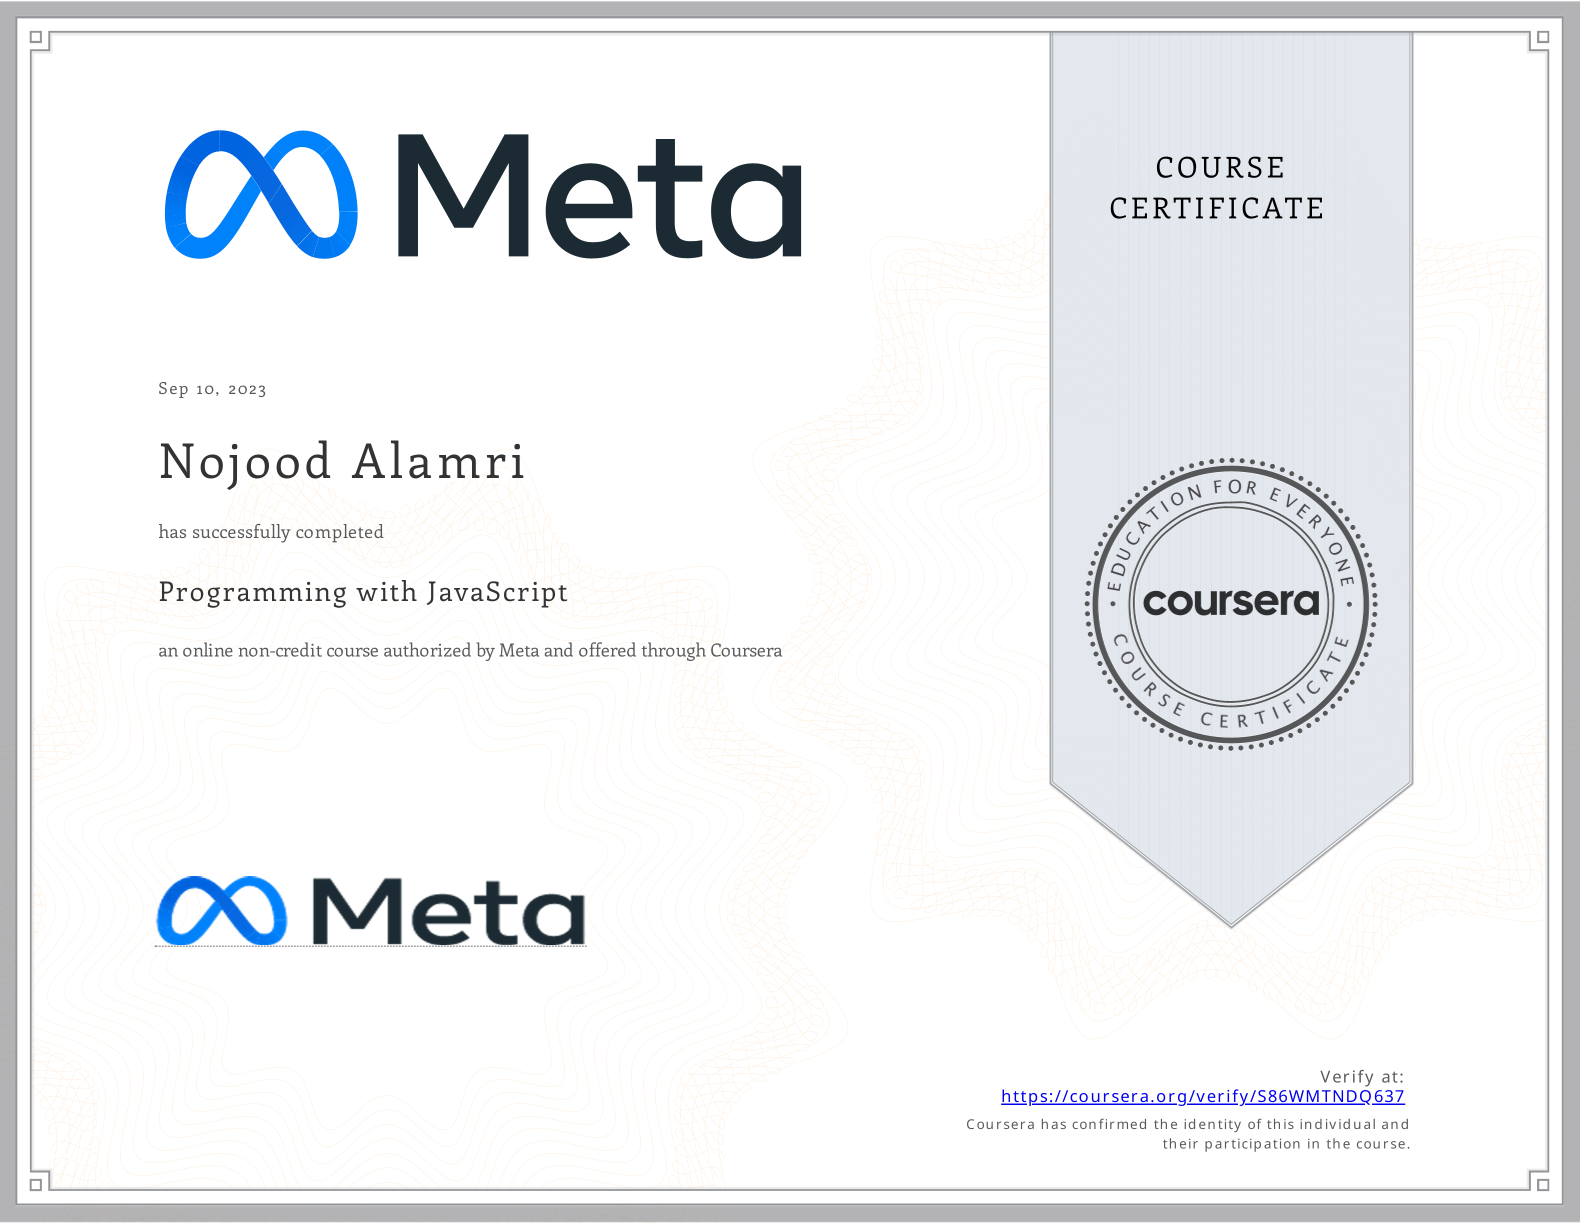 Meta
COURSE
CERTIFICATE
Sep 10, 2023
Nojood Alamri
has successfully completed
Programming with JavaScript
an online non-credit course authorized by Meta and offered through Coursera
EDUCATION FOR EVERYONE
coursera
COURSE CERTIFICATE
Meta
Verify at:
https://coursera.org/verify/S86WMTNDQ637
Coursera has confirmed the identity of this individual and
their participation in the course.